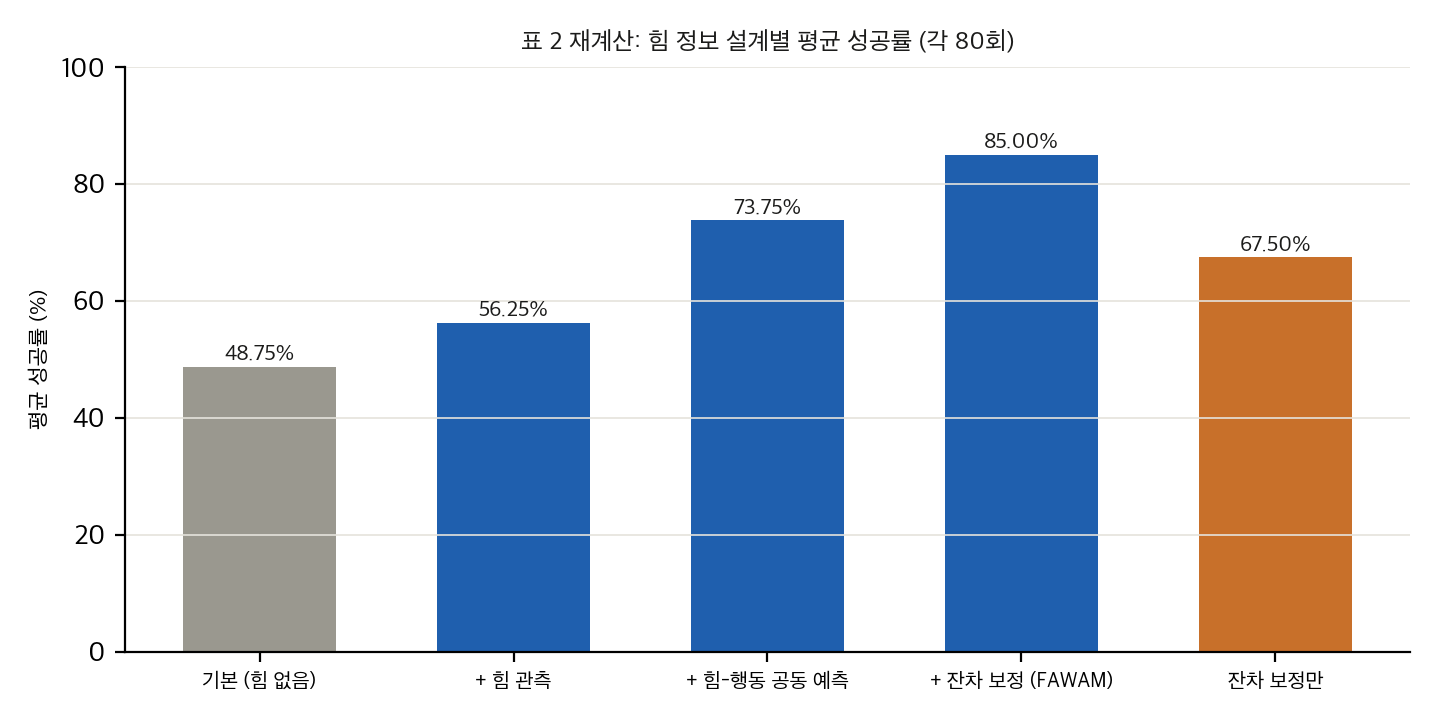 표 2 재계산: 힘 정보 설계별 평균 성공률 (각 80회)
평균 성공률 (%)
100
80
60
40
20
0
48.75%
56.25%
73.75%
85.00%
67.50%
기본 (힘 없음)
+ 힘 관측
+ 힘-행동 공동 예측
+ 잔차 보정 (FAWAM)
잔차 보정만